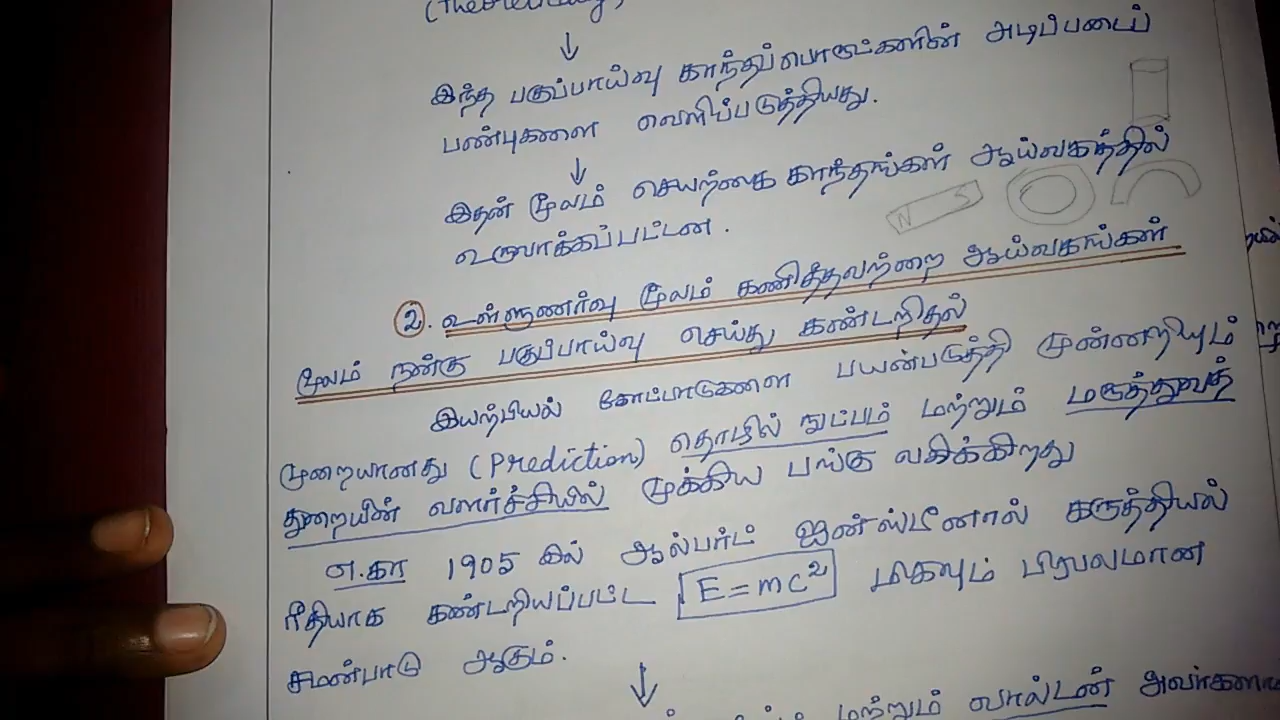 இந்த பகுப்பாய்வு காந்தப்பொருட்களின் அடிப்படைப்
பண்புகளை வெளிப்படுத்தியது.
இதன் மூலம் செயற்கை காந்தங்கள் ஆய்வகத்தில்
உருவாக்கப்பட்டன.
N S
2. உள்ளுணர்வு மூலம் கணித்தவற்றை ஆய்வகங்கள்
மூலம் நன்கு பகுப்பாய்வு செய்து கண்டறிதல்
இயற்பியல் கோட்பாடுகளை பயன்படுத்தி முன்னறியும்
முறையானது (Prediction) தொழில் நுட்பம் மற்றும் மருத்துவத்
துறையின் வளர்ச்சியில் முக்கிய பங்கு வகிக்கிறது
எ.கா 1905 இல் ஆல்பர்ட் ஐன்ஸ்டீனால் கருத்தியல்
ரீதியாக கண்டறியப்பட்ட E=mc² மிகவும் பிரபலமான
சமன்பாடு ஆகும்.
மற்றும் வால்டன்